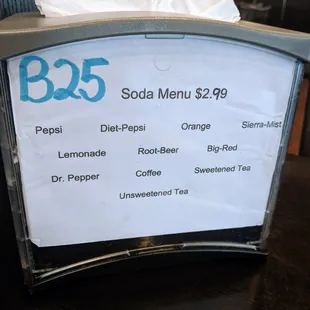 B25
Soda Menu $2.99
Pepsi Diet-Pepsi Orange Sierra-Mist
Lemonade Root-Beer Big-Red
Dr. Pepper Coffee Sweetened Tea
Unsweetened Tea